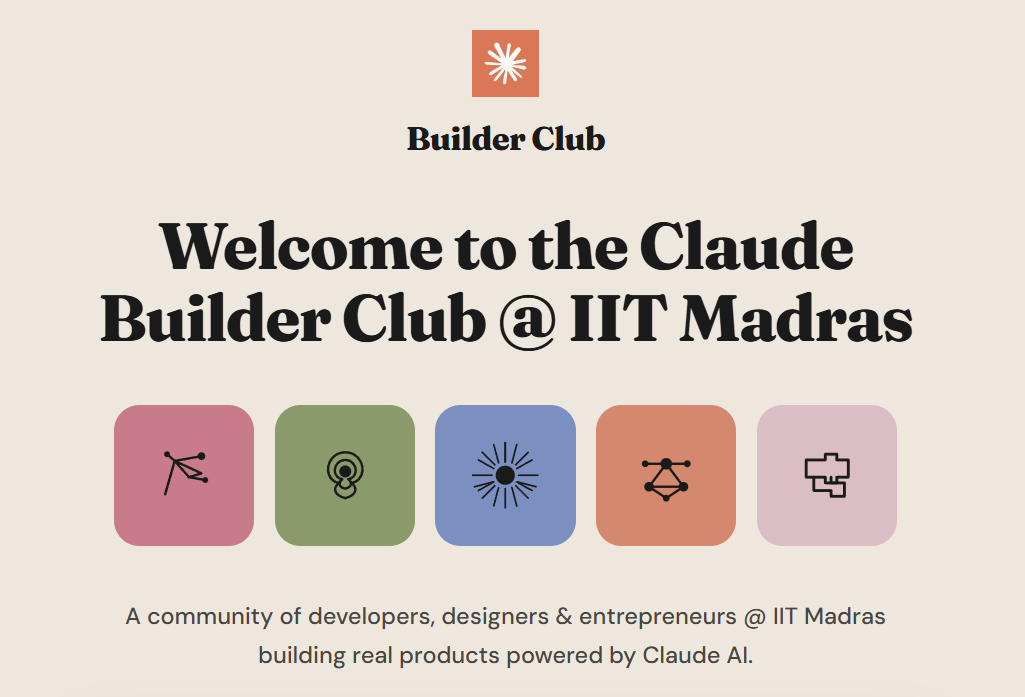 Builder Club
Welcome to the Claude
Builder Club @ IIT Madras
A community of developers, designers & entrepreneurs @ IIT Madras
building real products powered by Claude AI.